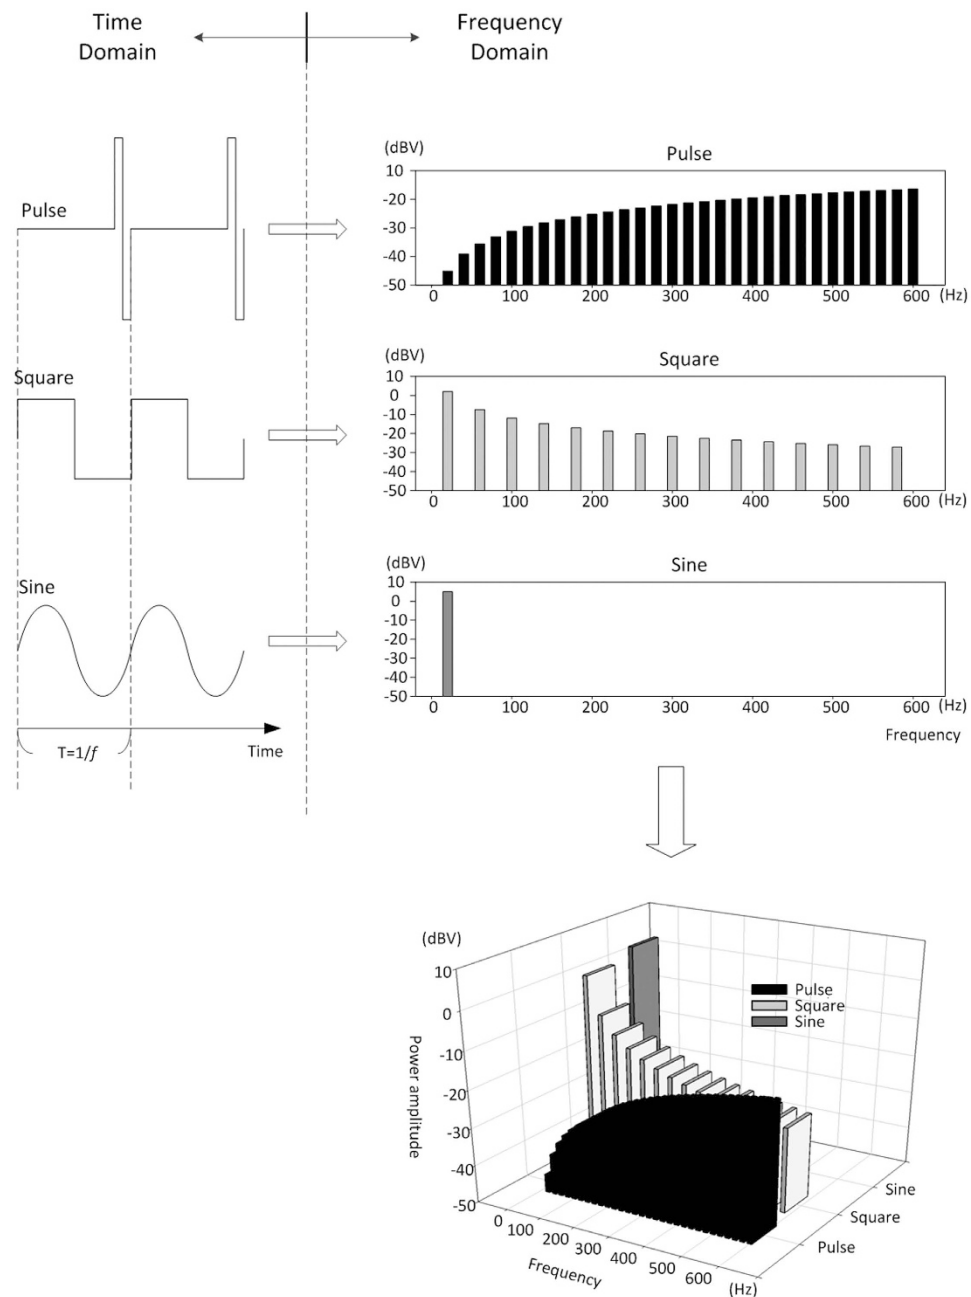 Time
Domain
Frequency
Domain
Pulse
(dBV)
Pulse
10
-20
-30
-40
-50
0
100
200
300
400
500
600
(Hz)
Square
(dBV)
Square
10
0
-10
-20
-30
-40
-50
0
100
200
300
400
500
600
(Hz)
Sine
(dBV)
Sine
10
0
-10
-20
-30
-40
-50
0
100
200
300
400
500
600
(Hz)
Frequency
T=1/f
Time
(dBV)
10
0
-10
-20
-30
-40
-50
Power amplitude
Pulse
Square
Sine
0
100
200
300
400
500
600
(Hz)
Frequency
Sine
Square
Pulse